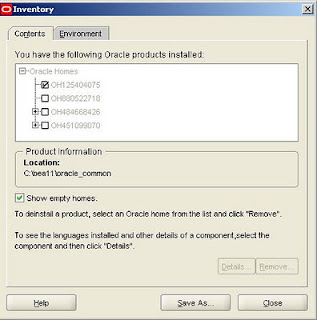 Inventory
Contents
Environment
You have the following Oracle products installed:
Oracle Homes
OH125404075
OH880522718
OH484668426
OH451099070
Product Information
Location:
C:\bea11\oracle_common
Show empty homes.
To deinstall a product, select an Oracle home from the list and click "Remove".
To see the languages installed and other details of a component,select the
component and then click "Details".
Details...
Remove...
Help
Save As...
Close